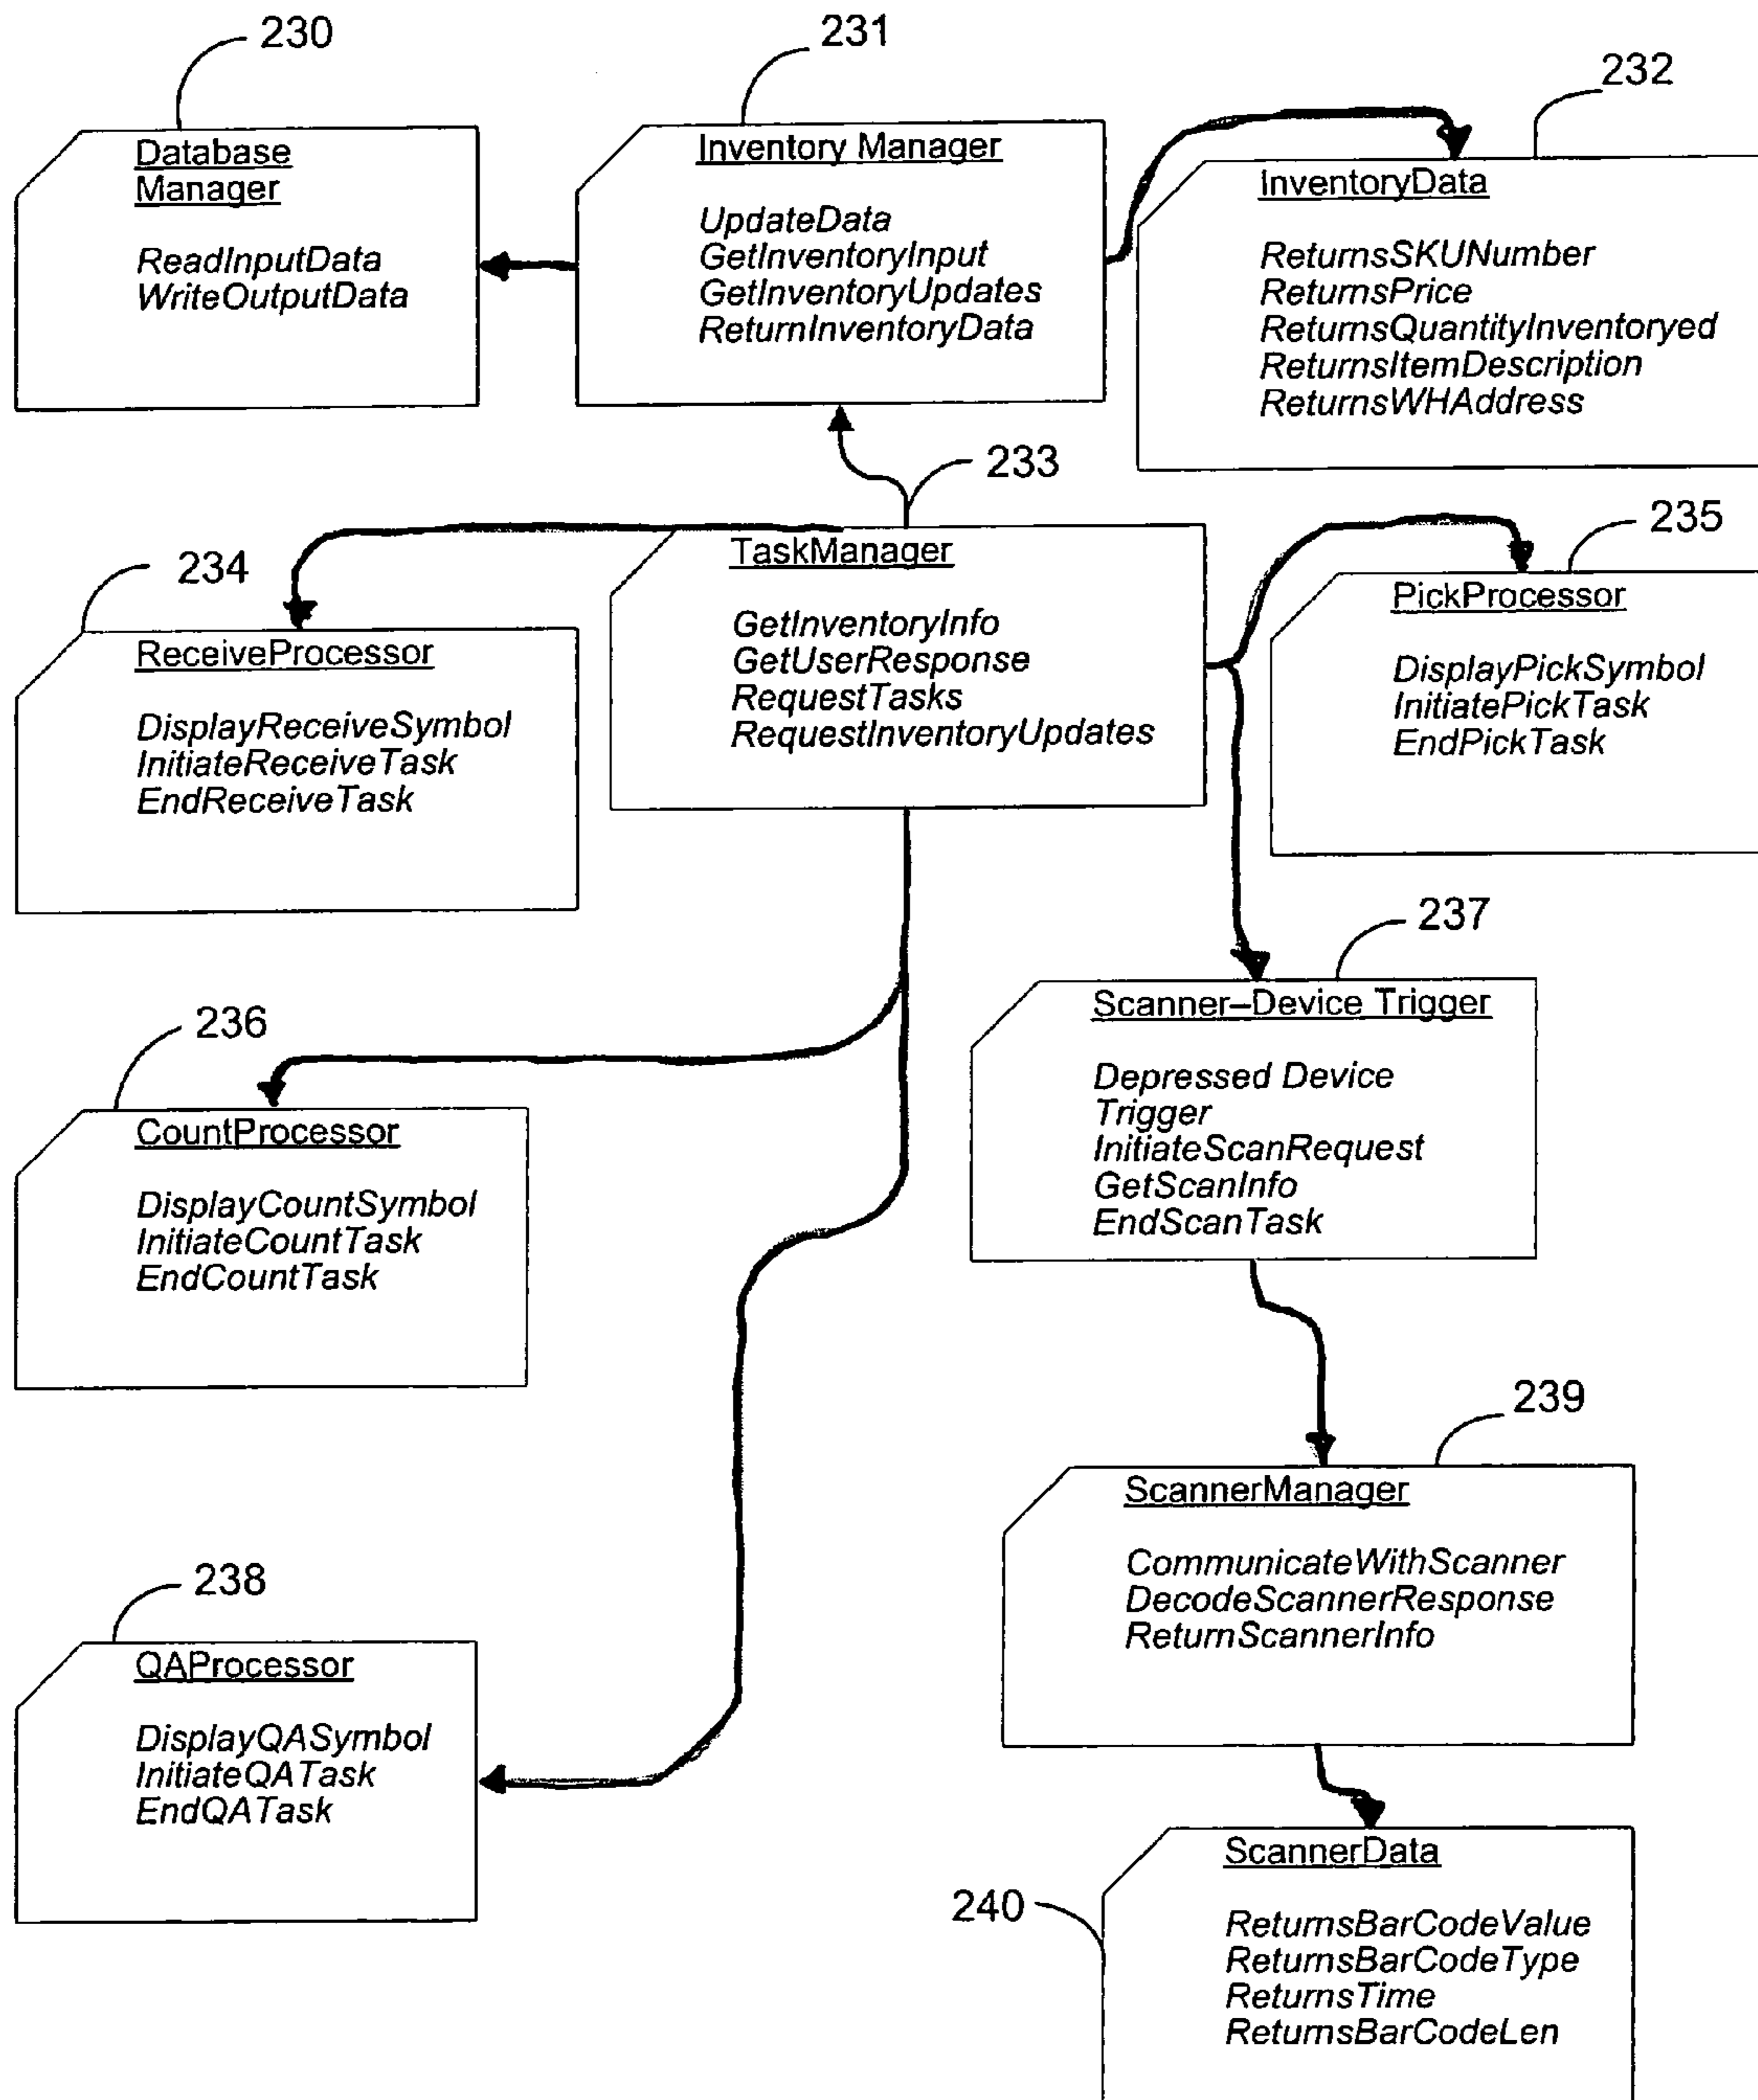 230
Database
Manager
ReadInputData
WriteOutputData
231
Inventory Manager
UpdateData
GetInventoryInput
GetInventoryUpdates
ReturnInventoryData
232
InventoryData
ReturnsSKUNumber
ReturnsPrice
ReturnsQuantityInventoryed
ReturnsItemDescription
ReturnsWHAddress
233
TaskManager
GetInventoryInfo
GetUserResponse
RequestTasks
RequestInventoryUpdates
234
ReceiveProcessor
DisplayReceiveSymbol
InitiateReceiveTask
EndReceiveTask
235
PickProcessor
DisplayPickSymbol
InitiatePickTask
EndPickTask
236
CountProcessor
DisplayCountSymbol
InitiateCountTask
EndCountTask
237
Scanner–Device Trigger
Depressed Device
Trigger
InitiateScanRequest
GetScanInfo
EndScanTask
238
QAProcessor
DisplayQASymbol
InitiateQATask
EndQATask
239
ScannerManager
CommunicateWithScanner
DecodeScannerResponse
ReturnScannerInfo
240
ScannerData
ReturnsBarCodeValue
ReturnsBarCodeType
ReturnsTime
ReturnsBarCodeLen